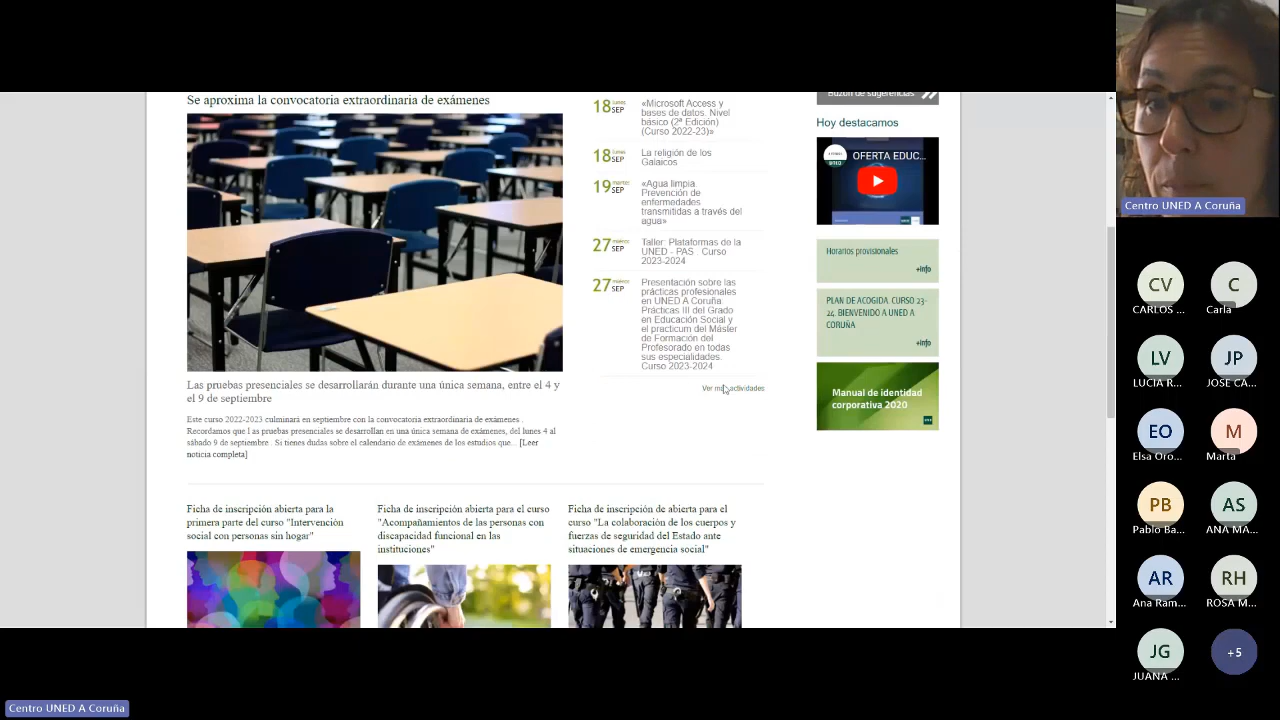 Se aproxima la convocatoria extraordinaria de exámenes
Las pruebas presenciales se desarrollarán durante una única semana, entre el 4 y
el 9 de septiembre
Este curso 2022-2023 culminará en septiembre con la convocatoria extraordinaria de exámenes .
Recordamos que l as pruebas presenciales se desarrollan en una única semana de exámenes, del lunes 4 al
sábado 9 de septiembre . Si tienes dudas sobre el calendario de exámenes de los estudios que... [Leer
noticia completa]
18 lunes SEP
«Microsoft Access y
bases de datos. Nivel
básico (2ª Edición)
(Curso 2022-23)»
18 lunes SEP
La religión de los
Galaicos
19 martes SEP
«Agua limpia.
Prevención de
enfermedades
transmitidas a través del
agua»
27 SEP
Taller: Plataformas de la
UNED - PAS . Curso
2023-2024
27 SEP
Presentación sobre las
prácticas profesionales
en UNED A Coruña.
Prácticas III del Grado
en Educación Social y
el practicum del Máster
de Formación del
Profesorado en todas
sus especialidades.
Curso 2023-2024
Ver más actividades
Buzón de sugerencias
Hoy destacamos
OFERTA EDUC...
Horarios provisionales
+info
PLAN DE ACOGIDA. CURSO 23-
24. BIENVENIDO A UNED A
CORUÑA
+info
Manual de identidad
corporativa 2020
Ficha de inscripción abierta para la
primera parte del curso "Intervención
social con personas sin hogar"
Ficha de inscripción abierta para el curso
"Acompañamientos de las personas con
discapacidad funcional en las
instituciones"
Ficha de inscripción de abierta para el
curso "La colaboración de los cuerpos y
fuerzas de seguridad del Estado ante
situaciones de emergencia social"
Centro UNED A Coruña
CV
CARLOS ...
C
Carla
LV
LUCIA R...
JP
JOSE CA...
EO
Elsa Oro...
M
Marta
PB
Pablo Ba...
AS
ANA MA...
AR
Ana Ram...
RH
ROSA M...
JG
JUANA ...
+5
Centro UNED A Coruña